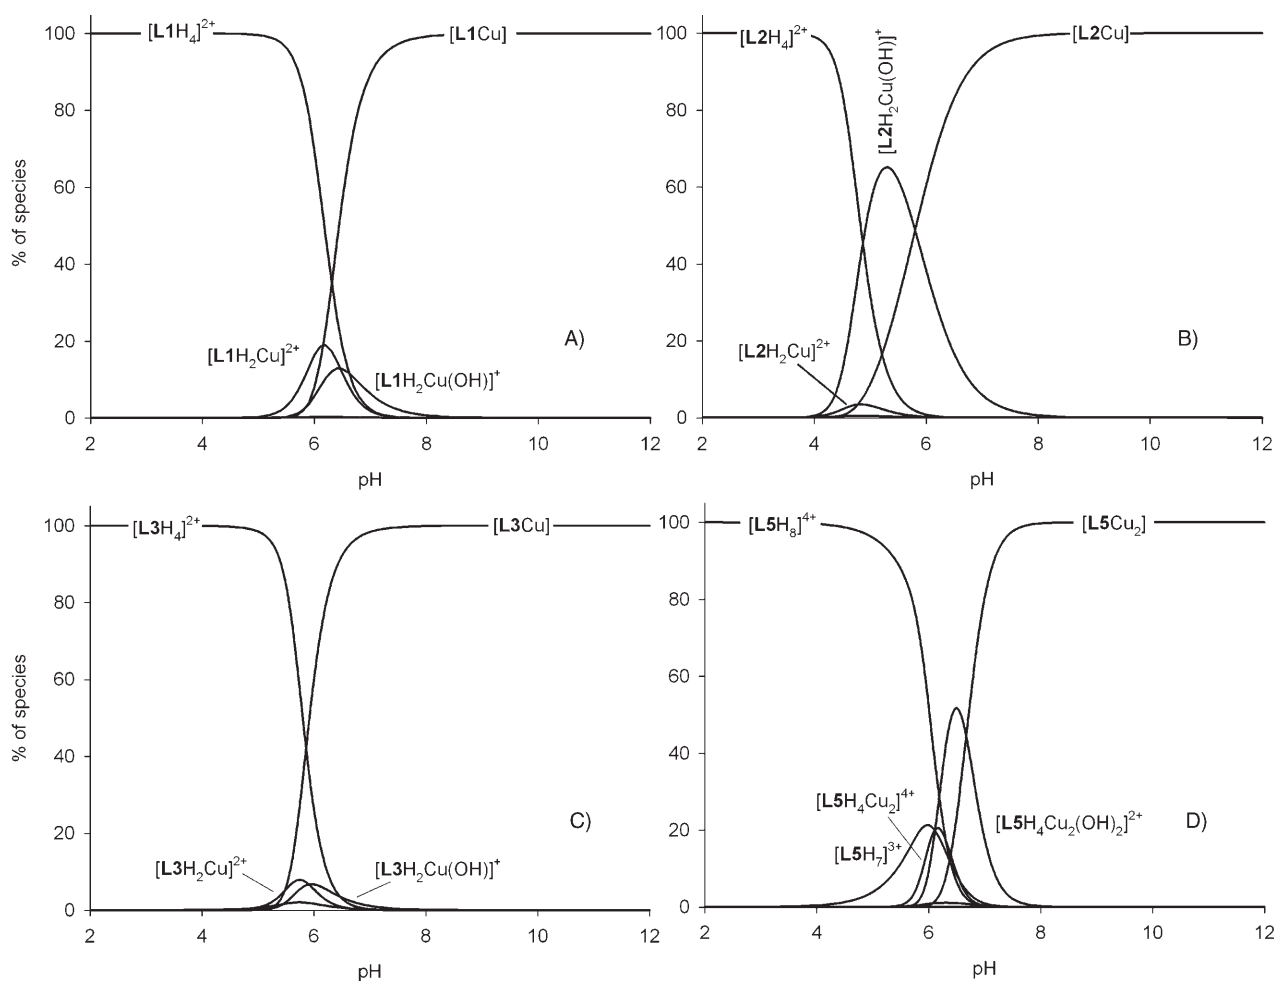 [L1H₄]²⁺
[L1Cu]
100
80
60
40
20
0
% of species
[L1H₂Cu]²⁺
[L1H₂Cu(OH)]⁺
A)
2 4 6 8 10 12
pH
[L2H₄]²⁺
[L2H₂Cu(OH)]⁺
[L2Cu]
100
80
60
40
20
0
[L2H₂Cu]²⁺
B)
2 4 6 8 10 12
pH
[L3H₄]²⁺
[L3Cu]
100
80
60
40
20
0
% of species
[L3H₂Cu]²⁺
[L3H₂Cu(OH)]⁺
C)
2 4 6 8 10 12
pH
[L5H₈]⁴⁺
[L5Cu₂]
100
80
60
40
20
0
[L5H₄Cu₂]⁴⁺
[L5H₇]³⁺
[L5H₄Cu₂(OH)₂]²⁺
D)
2 4 6 8 10 12
pH